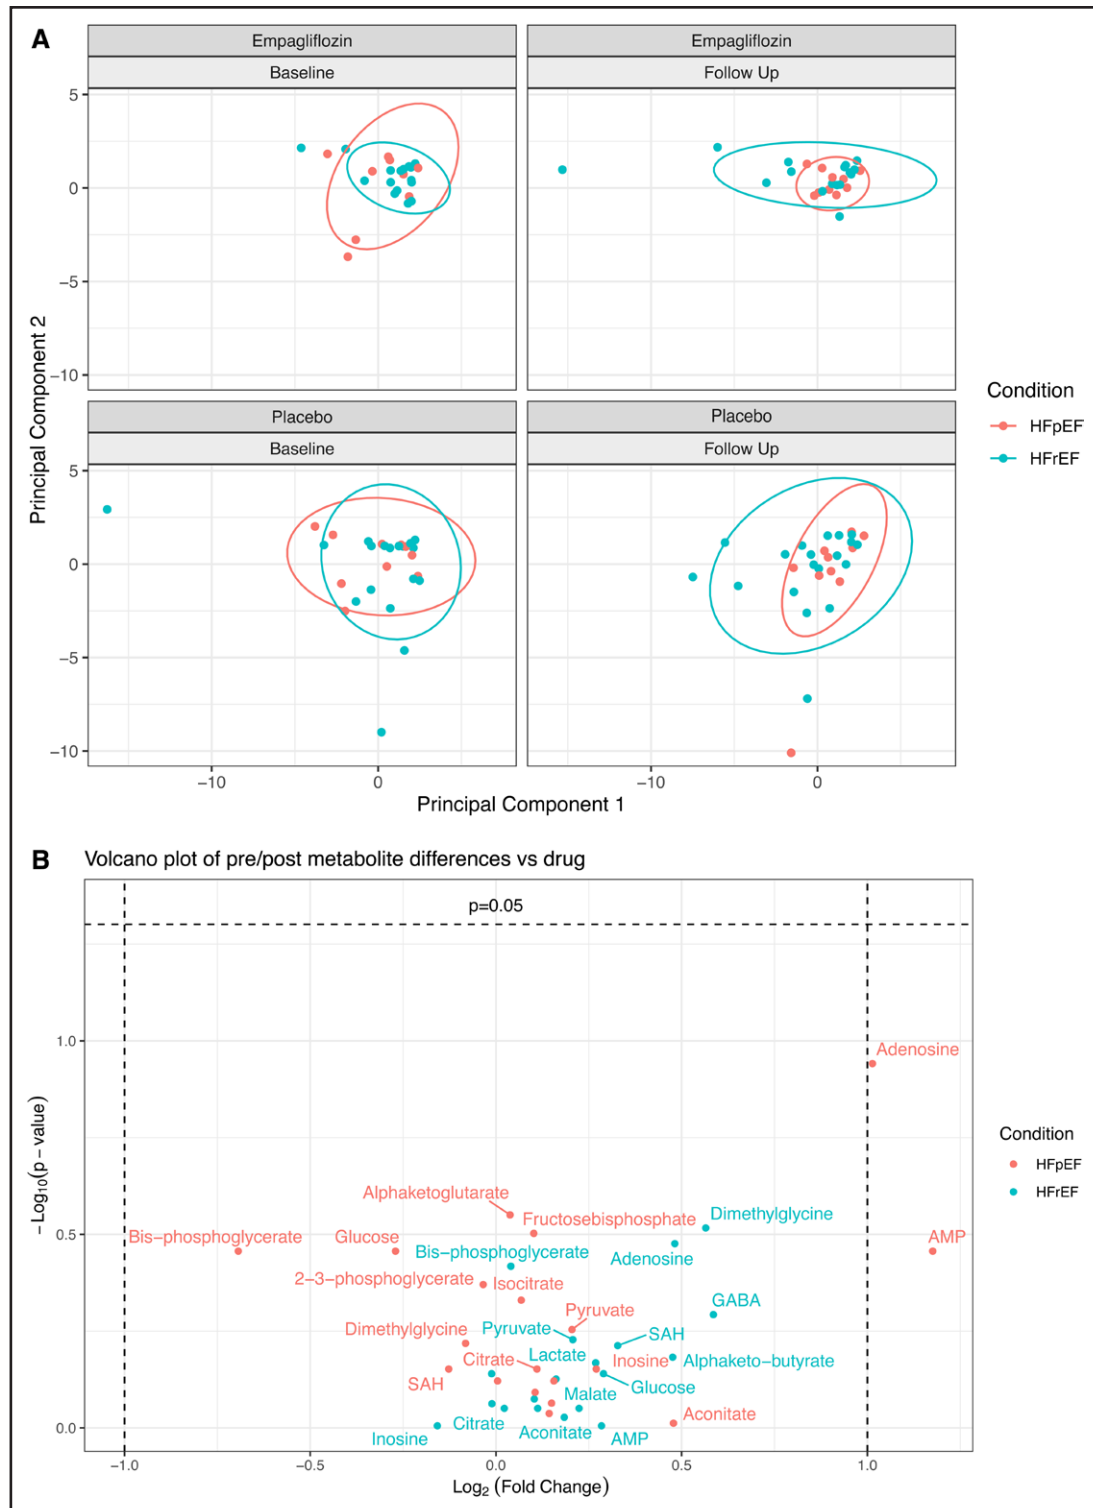 A
Empagliflozin
Empagliflozin
Baseline
Follow Up
5
0
−5
−10
Principal Component 2
Placebo
Placebo
Baseline
Follow Up
5
0
−5
−10
−10
0
−10
0
Principal Component 1
Condition
HFpEF
HFrEF
B
Volcano plot of pre/post metabolite differences vs drug
p=0.05
1.0
0.5
0.0
−Log10(p − value)
Adenosine
Alphaketoglutarate
Dimethylglycine
Fructosebisphosphate
Bis−phosphoglycerate
Glucose
AMP
Bis−phosphoglycerate
Adenosine
2−3−phosphoglycerate
Isocitrate
GABA
Pyruvate
Dimethylglycine
Pyruvate
SAH
Lactate
Citrate
Inosine
Alphaketo−butyrate
SAH
Glucose
Malate
Aconitate
Citrate
Aconitate
Inosine
AMP
−1.0
−0.5
0.0
0.5
1.0
Log2 (Fold Change)
Condition
HFpEF
HFrEF